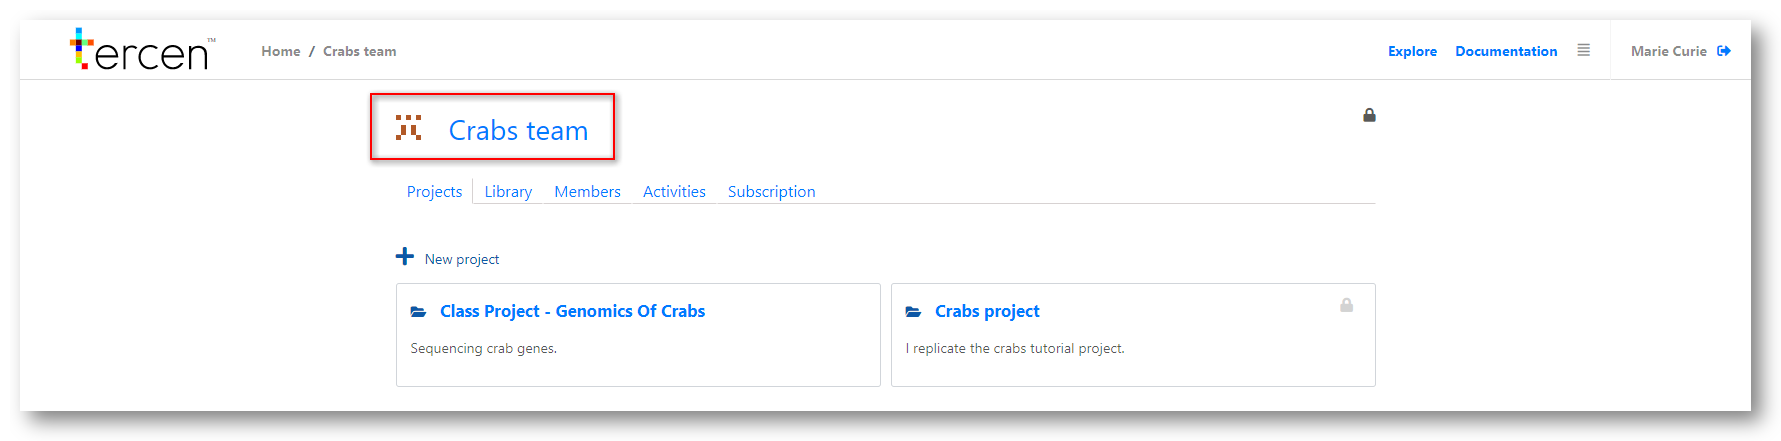 tercen™ Home / Crabs team Explore Documentation Marie Curie
Crabs team
Projects Library Members Activities Subscription
New project
Class Project - Genomics Of Crabs
Sequencing crab genes.
Crabs project
I replicate the crabs tutorial project.